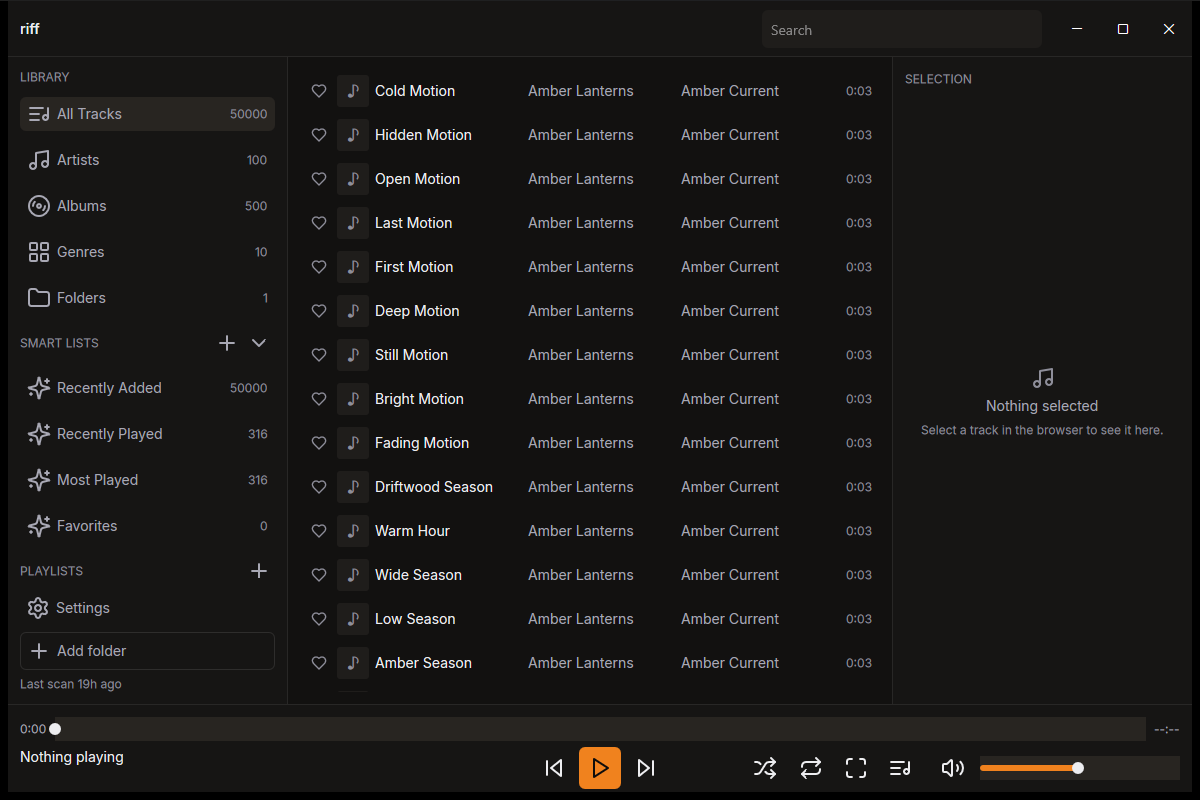 riff
Search
LIBRARY
All Tracks 50000
Artists 100
Albums 500
Genres 10
Folders 1
SMART LISTS
Recently Added 50000
Recently Played 316
Most Played 316
Favorites 0
PLAYLISTS
Settings
Add folder
Last scan 19h ago
Cold Motion Amber Lanterns Amber Current 0:03
Hidden Motion Amber Lanterns Amber Current 0:03
Open Motion Amber Lanterns Amber Current 0:03
Last Motion Amber Lanterns Amber Current 0:03
First Motion Amber Lanterns Amber Current 0:03
Deep Motion Amber Lanterns Amber Current 0:03
Still Motion Amber Lanterns Amber Current 0:03
Bright Motion Amber Lanterns Amber Current 0:03
Fading Motion Amber Lanterns Amber Current 0:03
Driftwood Season Amber Lanterns Amber Current 0:03
Warm Hour Amber Lanterns Amber Current 0:03
Wide Season Amber Lanterns Amber Current 0:03
Low Season Amber Lanterns Amber Current 0:03
Amber Season Amber Lanterns Amber Current 0:03
SELECTION
Nothing selected
Select a track in the browser to see it here.
0:00 --:--
Nothing playing